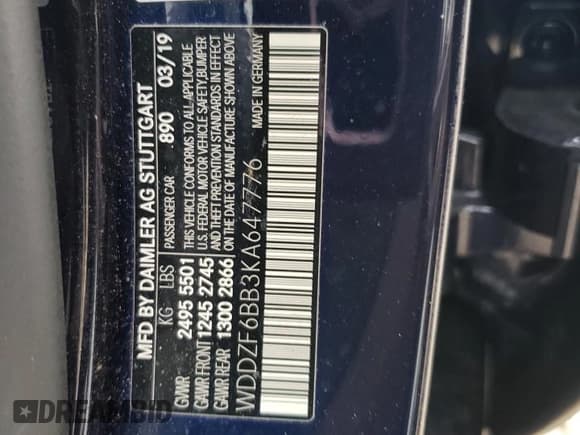 MFD BY DAIMLER AG STUTTGART
PASSENGER CAR .890 03/19
KG LBS
GVWR 2495 5501
GAWR FRONT 1245 2745
GAWR REAR 1300 2866
THIS VEHICLE CONFORMS TO ALL APPLICABLE
U.S. FEDERAL MOTOR VEHICLE SAFETY,BUMPER
AND THEFT PREVENTION STANDARDS IN EFFECT
ON THE DATE OF MANUFACTURE SHOWN ABOVE
WDDZF6BB3KA647776
MADE IN GERMANY
DREAMBID